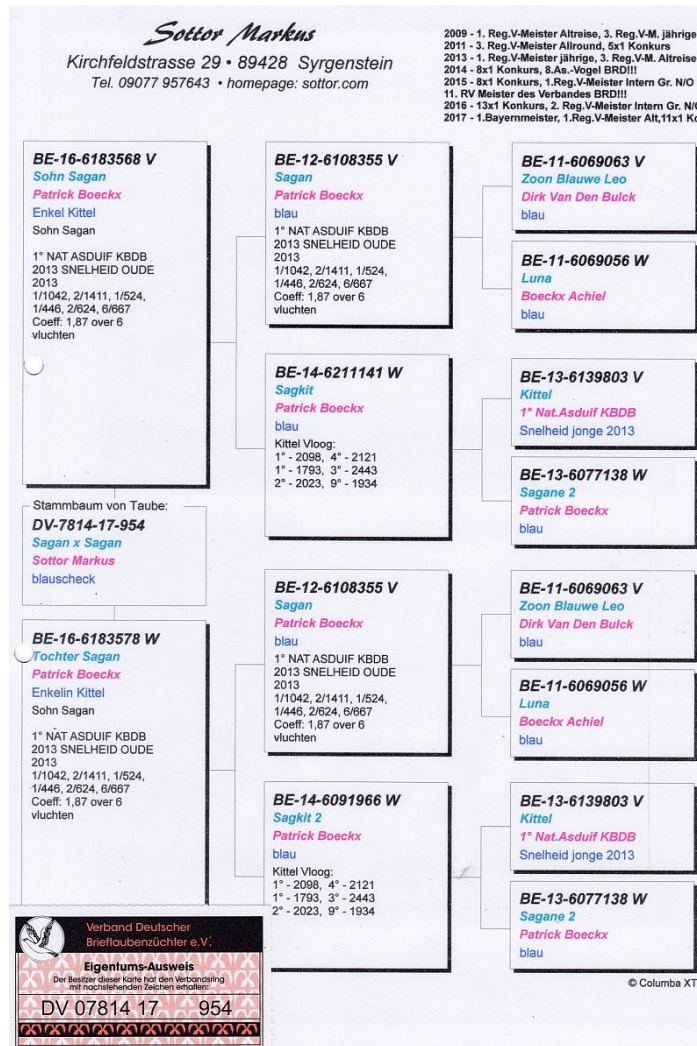 Sottor Markus
Kirchfeldstrasse 29 • 89428 Syrgenstein
Tel. 09077 957643 • homepage: sottor.com
2009 - 1. Reg.V-Meister Altreise, 3. Reg.V-M. jährige
2011 - 3. Reg.V-Meister Allround, 5x1 Konkurs
2013 - 1. Reg.V-Meister jährige, 3. Reg.V-M. Altreise
2014 - 8x1 Konkurs, 8.As.-Vogel BRD!!!
2015 - 8x1 Konkurs, 1.Reg.V-Meister Intern Gr. N/O
11. RV Meister des Verbandes BRD!!!
2016 - 13x1 Konkurs, 2. Reg.V-Meister Intern Gr. N/
2017 - 1.Bayernmeister, 1.Reg.V-Meister Alt,11x1 Ko
BE-16-6183568 V
Sohn Sagan
Patrick Boeckx
Enkel Kittel
Sohn Sagan
1° NAT ASDUIF KBDB
2013 SNELHEID OUDE
2013
1/1042, 2/1411, 1/524,
1/446, 2/624, 6/667
Coeff: 1,87 over 6
vluchten
Stammbaum von Taube:
DV-7814-17-954
Sagan x Sagan
Sottor Markus
blauscheck
BE-16-6183578 W
Tochter Sagan
Patrick Boeckx
Enkelin Kittel
Sohn Sagan
1° NAT ASDUIF KBDB
2013 SNELHEID OUDE
2013
1/1042, 2/1411, 1/524,
1/446, 2/624, 6/667
Coeff: 1,87 over 6
vluchten
BE-12-6108355 V
Sagan
Patrick Boeckx
blau
1° NAT ASDUIF KBDB
2013 SNELHEID OUDE
2013
1/1042, 2/1411, 1/524,
1/446, 2/624, 6/667
Coeff: 1,87 over 6
vluchten
BE-14-6211141 W
Sagkit
Patrick Boeckx
blau
Kittel Vloog:
1° - 2098, 4° - 2121
1° - 1793, 3° - 2443
2° - 2023, 9° - 1934
BE-12-6108355 V
Sagan
Patrick Boeckx
blau
1° NAT ASDUIF KBDB
2013 SNELHEID OUDE
2013
1/1042, 2/1411, 1/524,
1/446, 2/624, 6/667
Coeff: 1,87 over 6
vluchten
BE-14-6091966 W
Sagkit 2
Patrick Boeckx
blau
Kittel Vloog:
1° - 2098, 4° - 2121
1° - 1793, 3° - 2443
2° - 2023, 9° - 1934
BE-11-6069063 V
Zoon Blauwe Leo
Dirk Van Den Bulck
blau
BE-11-6069056 W
Luna
Boeckx Achiel
blau
BE-13-6139803 V
Kittel
1° Nat.Asduif KBDB
Snelheid jonge 2013
BE-13-6077138 W
Sagane 2
Patrick Boeckx
blau
BE-11-6069063 V
Zoon Blauwe Leo
Dirk Van Den Bulck
blau
BE-11-6069056 W
Luna
Boeckx Achiel
blau
BE-13-6139803 V
Kittel
1° Nat.Asduif KBDB
Snelheid jonge 2013
BE-13-6077138 W
Sagane 2
Patrick Boeckx
blau
© Columba XT
Verband Deutscher
Brieftaubenzüchter e.V.
Eigentums-Ausweis
Der Besitzer dieser Karte hat den Verbandsring
mit nachstehenden Zeichen erhalten:
DV 07814 17 954